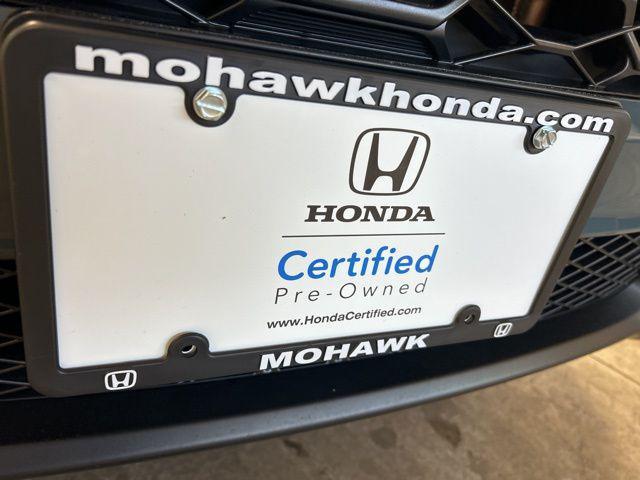 mohawkhonda.com
HONDA
Certified
Pre-Owned
www.HondaCertified.com
MOHAWK